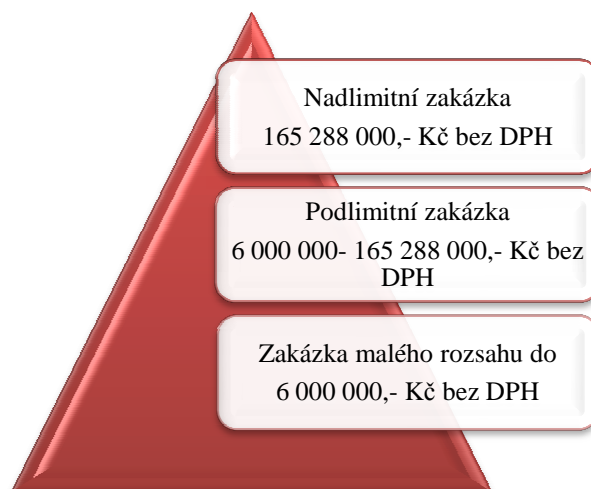 Nadlimitní zakázka
165 288 000,- Kč bez DPH
Podlimitní zakázka
6 000 000- 165 288 000,- Kč bez
DPH
Zakázka malého rozsahu do
6 000 000,- Kč bez DPH